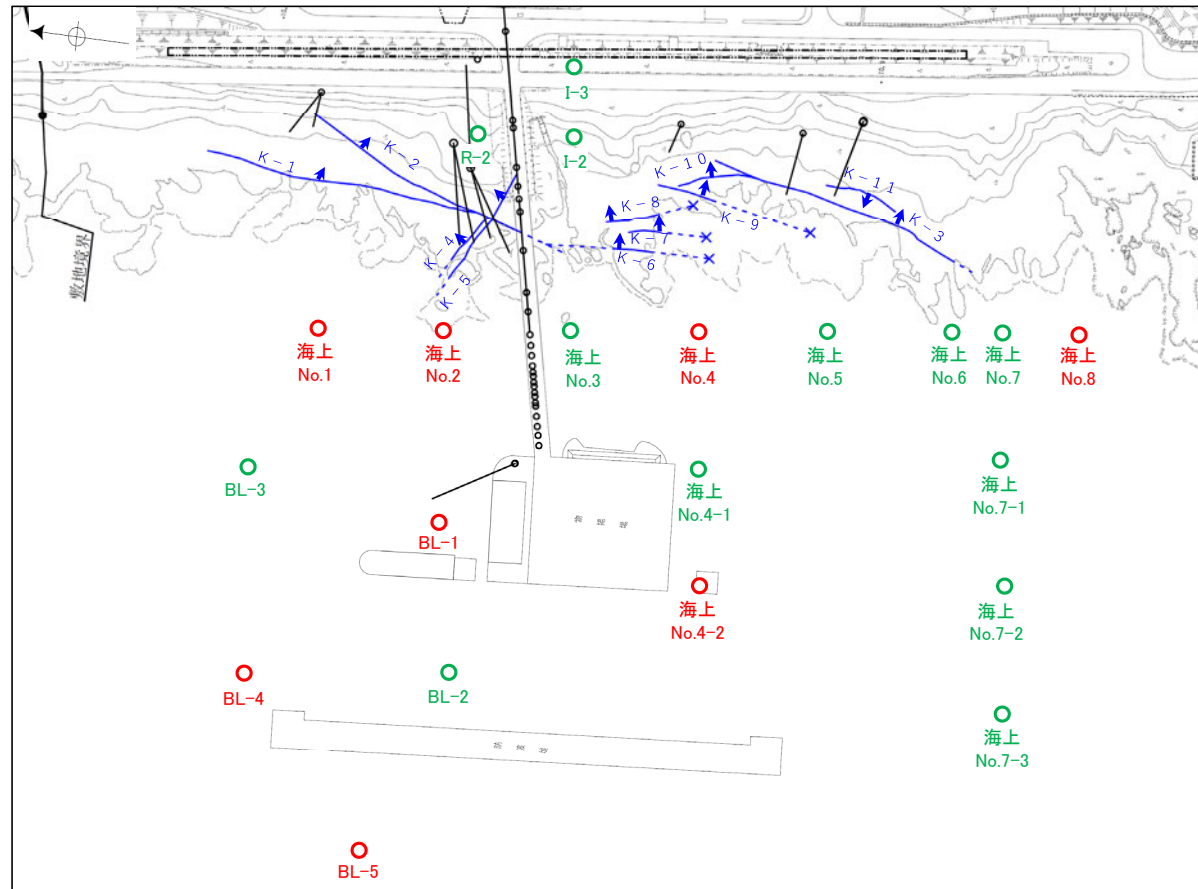 I-3
R-2
I-2
K-1
K-2
K-10
K-11
K-8
K-9
K-7
K-3
K-4
K-6
K-5
敷地境界
海上
No.1
海上
No.2
海上
No.3
海上
No.4
海上
No.5
海上
No.6
海上
No.7
海上
No.8
BL-3
海上
No.4-1
海上
No.7-1
BL-1
海上
No.4-2
海上
No.7-2
BL-4
BL-2
海上
No.7-3
BL-5